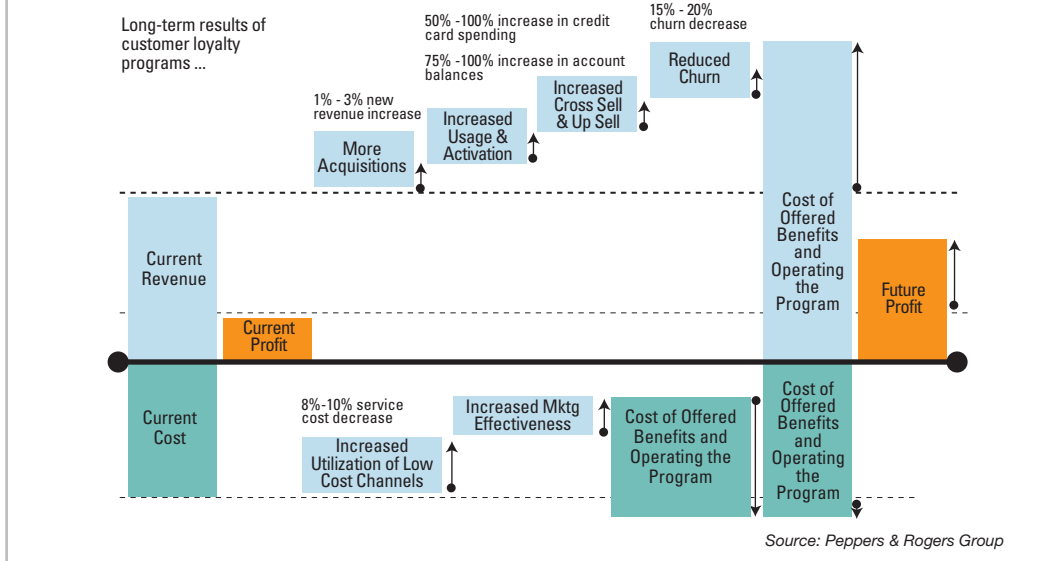 Long-term results of
customer loyalty
programs ...
1% - 3% new
revenue increase
More
Acquisitions
50% -100% increase in credit
card spending
75% -100% increase in account
balances
Increased
Usage &
Activation
Increased
Cross Sell
& Up Sell
15% - 20%
churn decrease
Reduced
Churn
Current
Revenue
Current
Profit
Cost of
Offered
Benefits
and
Operating
the
Program
Future
Profit
Current
Cost
8%-10% service
cost decrease
Increased
Utilization of Low
Cost Channels
Increased Mktg
Effectiveness
Cost of Offered
Benefits and
Operating the
Program
Cost of
Offered
Benefits
and
Operating
the
Program
Source: Peppers & Rogers Group